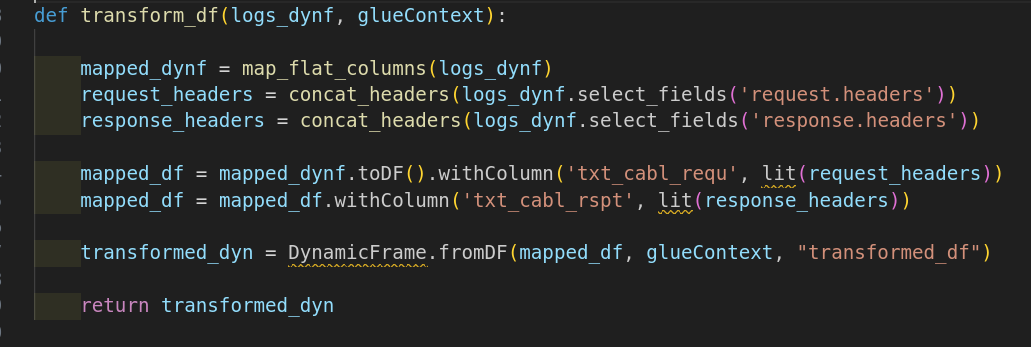 def transform_df(logs_dynf, glueContext):
mapped_dynf = map_flat_columns(logs_dynf)
request_headers = concat_headers(logs_dynf.select_fields('request.headers'))
response_headers = concat_headers(logs_dynf.select_fields('response.headers'))
mapped_df = mapped_dynf.toDF().withColumn('txt_cabl_requ', lit(request_headers))
mapped_df = mapped_df.withColumn('txt_cabl_rspt', lit(response_headers))
transformed_dyn = DynamicFrame.fromDF(mapped_df, glueContext, "transformed_df")
return transformed_dyn